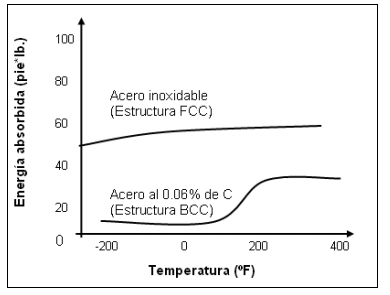 Energía absorbida (pie*lb.)
100
80
60
40
20
0
Acero inoxidable
(Estructura FCC)
Acero al 0.06% de C
(Estructura BCC)
-200 0 200 400
Temperatura (ºF)